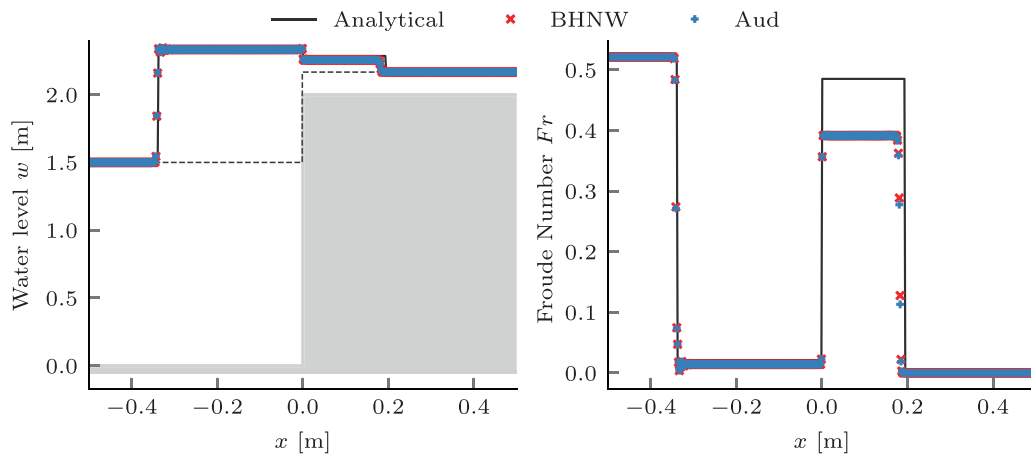 Analytical BHNW Aud
Water level w [m]
2.0
1.5
1.0
0.5
0.0
−0.4 −0.2 0.0 0.2 0.4
x [m]
Froude Number Fr
0.5
0.4
0.3
0.2
0.1
0.0
−0.4 −0.2 0.0 0.2 0.4
x [m]